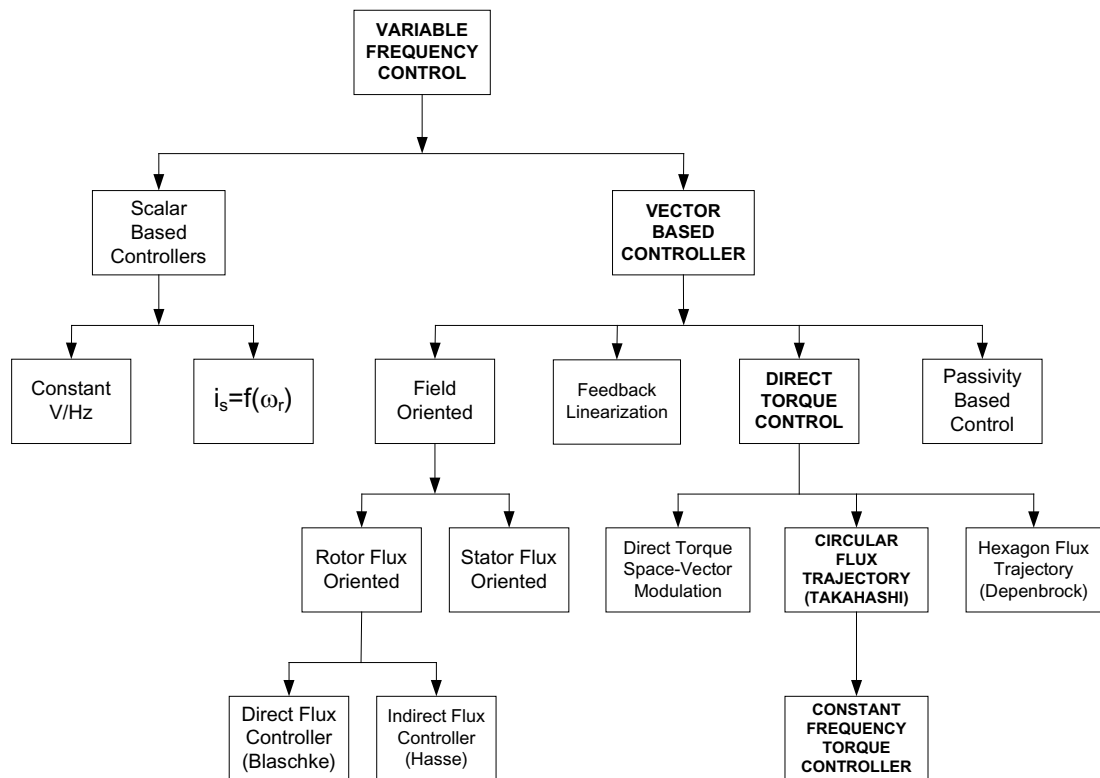 VARIABLE
FREQUENCY
CONTROL
Scalar
Based
Controllers
VECTOR
BASED
CONTROLLER
Constant
V/Hz
i_s=f(ω_r)
Field
Oriented
Feedback
Linearization
DIRECT
TORQUE
CONTROL
Passivity
Based
Control
Rotor Flux
Oriented
Stator Flux
Oriented
Direct Torque
Space-Vector
Modulation
CIRCULAR
FLUX
TRAJECTORY
(TAKAHASHI)
Hexagon Flux
Trajectory
(Depenbrock)
Direct Flux
Controller
(Blaschke)
Indirect Flux
Controller
(Hasse)
CONSTANT
FREQUENCY
TORQUE
CONTROLLER